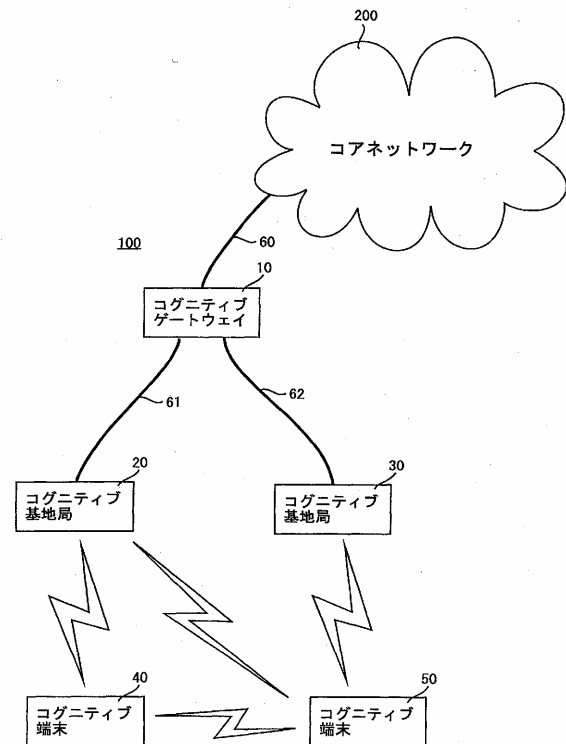 200
コアネットワーク
100
60
10
コグニティブ
ゲートウェイ
61
62
20
コグニティブ
基地局
30
コグニティブ
基地局
40
コグニティブ
端末
50
コグニティブ
端末